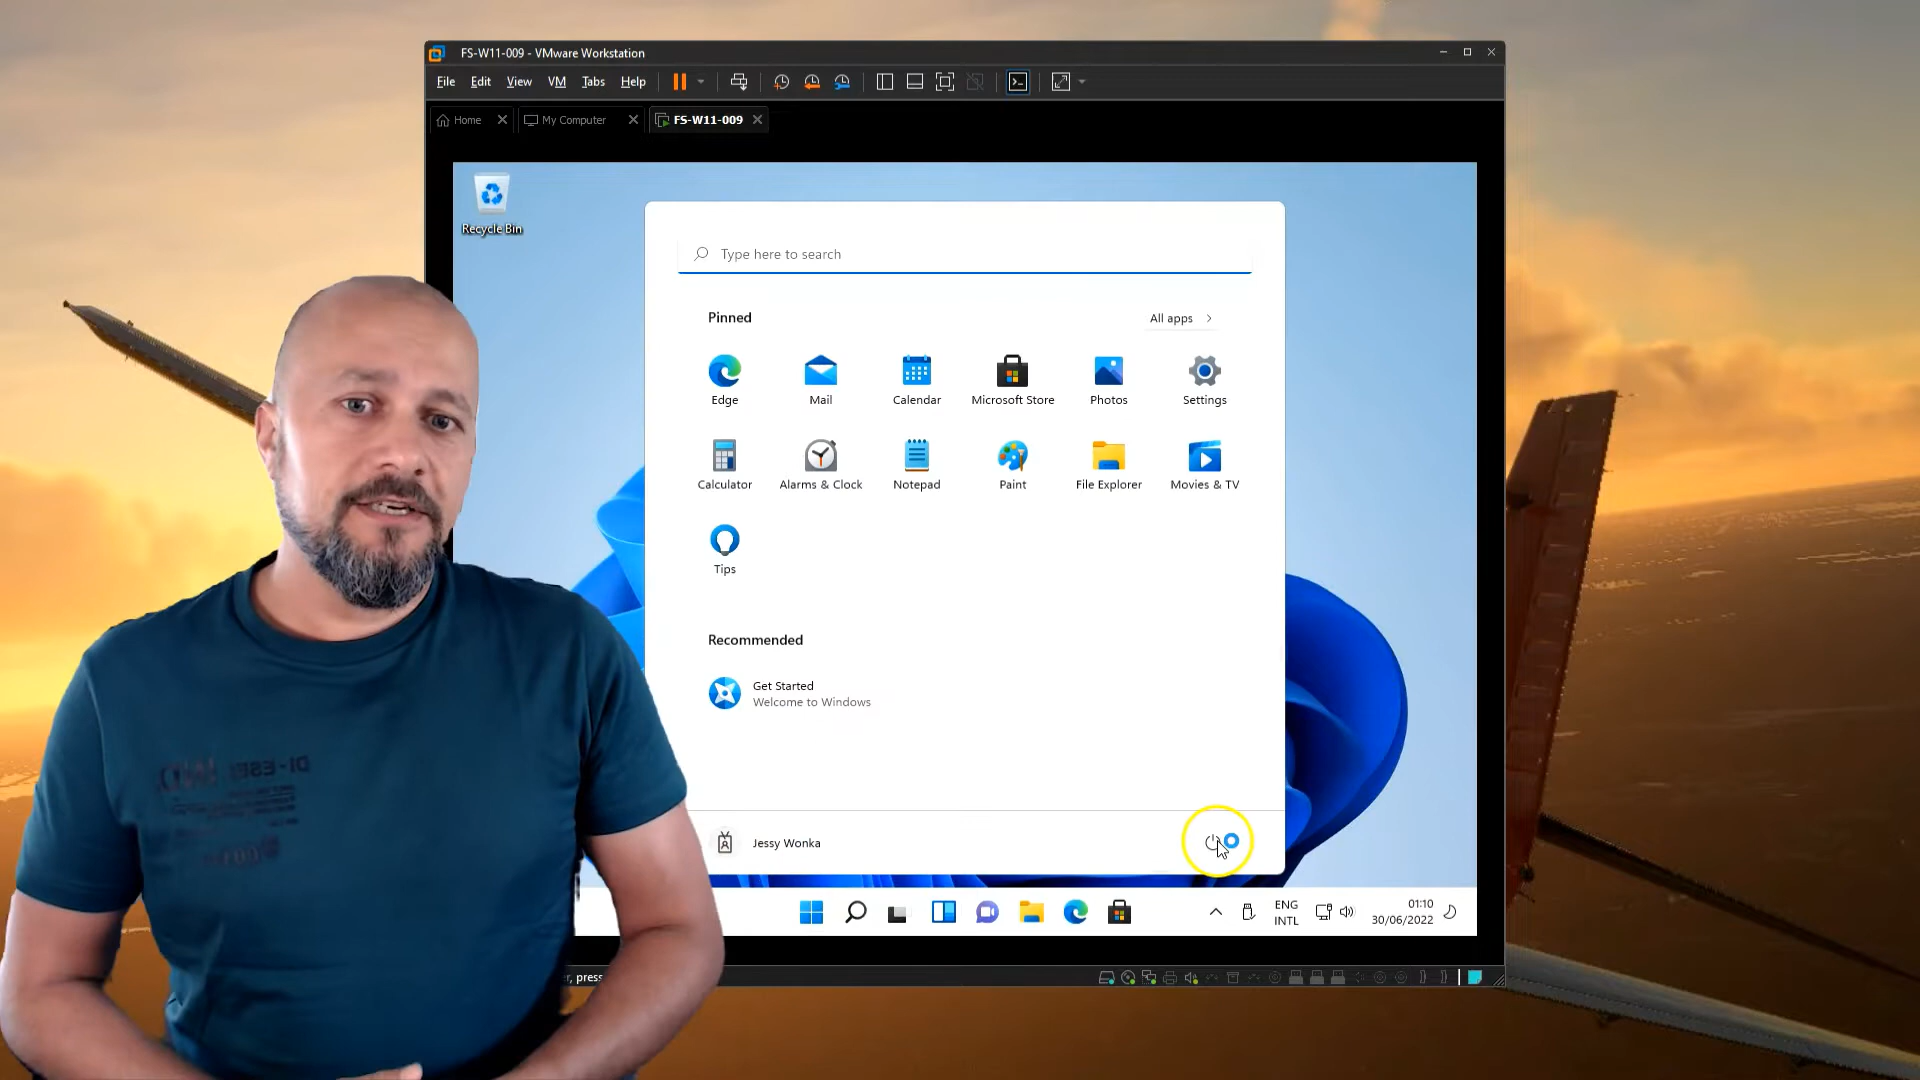 FS-W11-009 - VMware Workstation
File Edit View VM Tabs Help
Home My Computer FS-W11-009
Recycle Bin
Type here to search
Pinned
All apps
Edge Mail Calendar Microsoft Store Photos Settings
Calculator Alarms & Clock Notepad Paint File Explorer Movies & TV
Tips
Recommended
Get Started
Welcome to Windows
Jessy Wonka
ENG
INTL
01:10
30/06/2022
, press
DI-ESEL